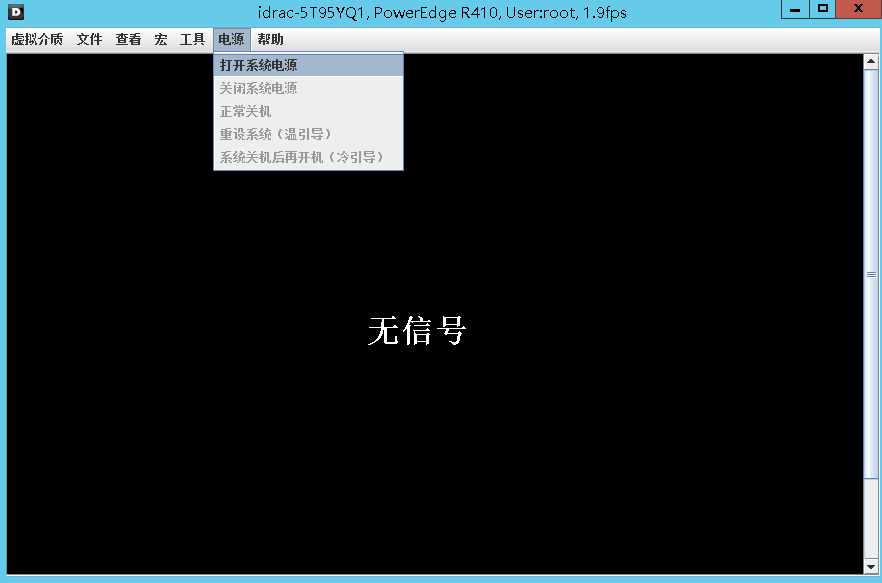 D
idrac-5T95YQ1, PowerEdge R410, User:root, 1.9fps
虚拟介质 文件 查看 宏 工具 电源 帮助
打开系统电源
关闭系统电源
正常关机
重设系统（温引导）
系统关机后再开机（冷引导）
无信号